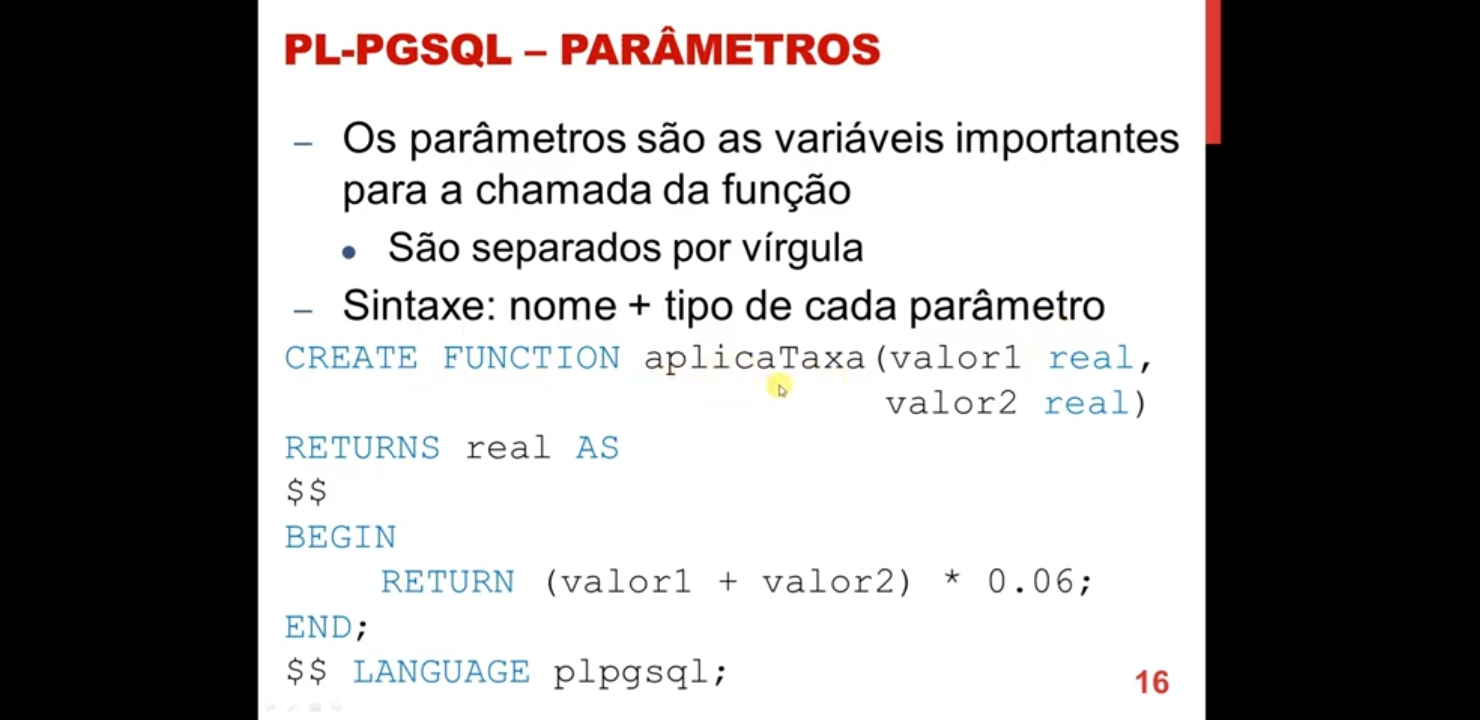 PL-PGSQL – PARÂMETROS
– Os parâmetros são as variáveis importantes
para a chamada da função
• São separados por vírgula
– Sintaxe: nome + tipo de cada parâmetro
CREATE FUNCTION aplicaTaxa(valor1 real,
valor2 real)
RETURNS real AS
$$
BEGIN
RETURN (valor1 + valor2) * 0.06;
END;
$$ LANGUAGE plpgsql;
16